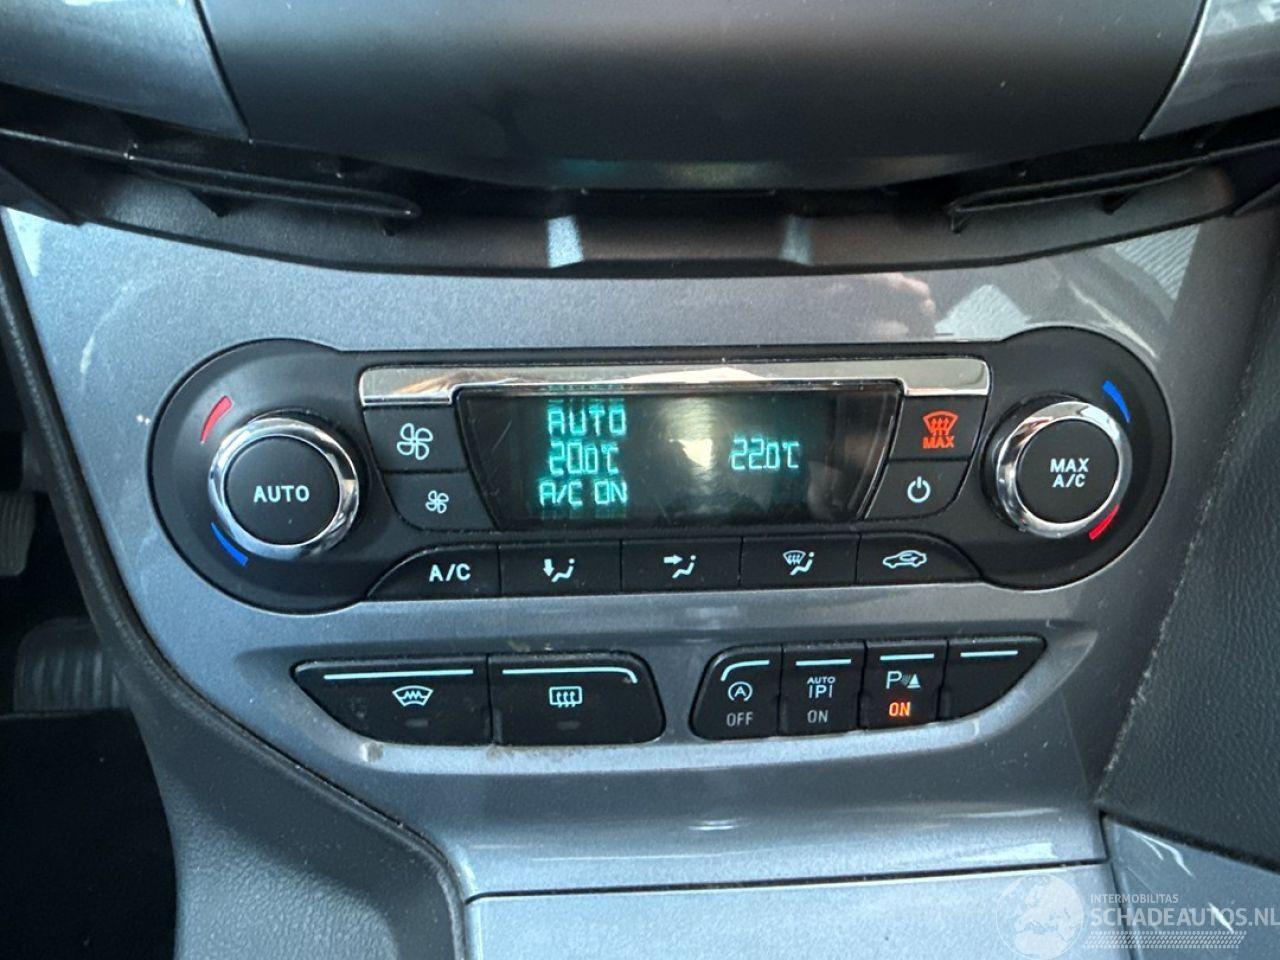 AUTO
AUTO
20.0°C
A/C ON
22.0°C
MAX
MAX
A/C
A/C
A
OFF
AUTO
P
ON
P
ON
INTERMOBILITAS
SCHADEAUTOS.NL